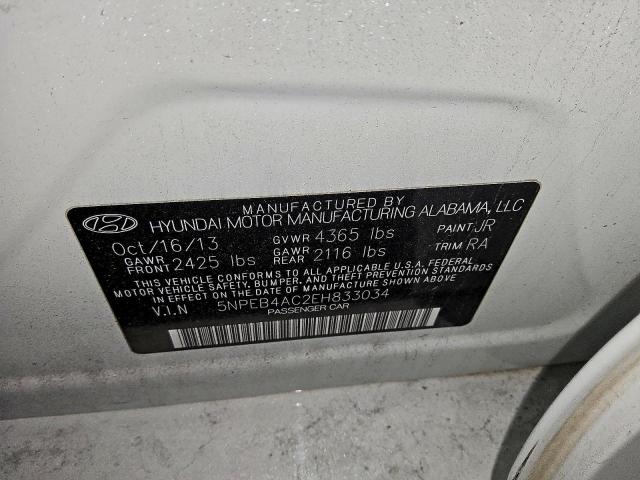 MANUFACTURED BY
HYUNDAI MOTOR MANUFACTURING ALABAMA, LLC
Oct/16/13 GVWR 4365 lbs PAINT JR
GAWR FRONT 2425 lbs GAWR REAR 2116 lbs TRIM RA
THIS VEHICLE CONFORMS TO ALL APPLICABLE U.S.A. FEDERAL
MOTOR VEHICLE SAFETY, BUMPER, AND THEFT PREVENTION STANDARDS
IN EFFECT ON THE DATE OF MANUFACTURE SHOWN ABOVE
V.I.N 5NPEB4AC2EH833034
PASSENGER CAR